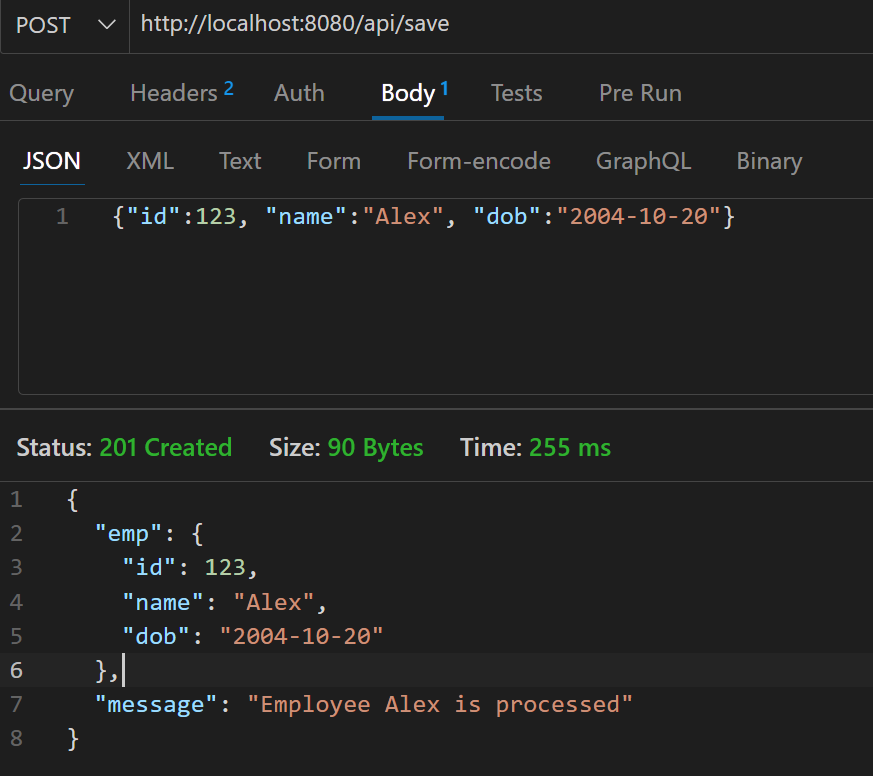 POST http://localhost:8080/api/save
Query Headers 2 Auth Body 1 Tests Pre Run
JSON XML Text Form Form-encode GraphQL Binary
1 {"id":123, "name":"Alex", "dob":"2004-10-20"}
Status: 201 Created Size: 90 Bytes Time: 255 ms
1 {
2 "emp": {
3 "id": 123,
4 "name": "Alex",
5 "dob": "2004-10-20"
6 },
7 "message": "Employee Alex is processed"
8 }